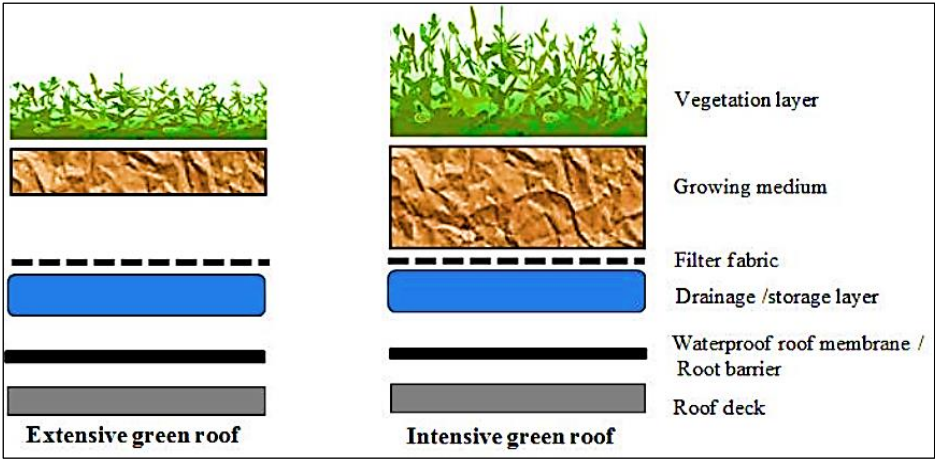 Vegetation layer
Growing medium
Filter fabric
Drainage /storage layer
Waterproof roof membrane /
Root barrier
Roof deck
Extensive green roof
Intensive green roof